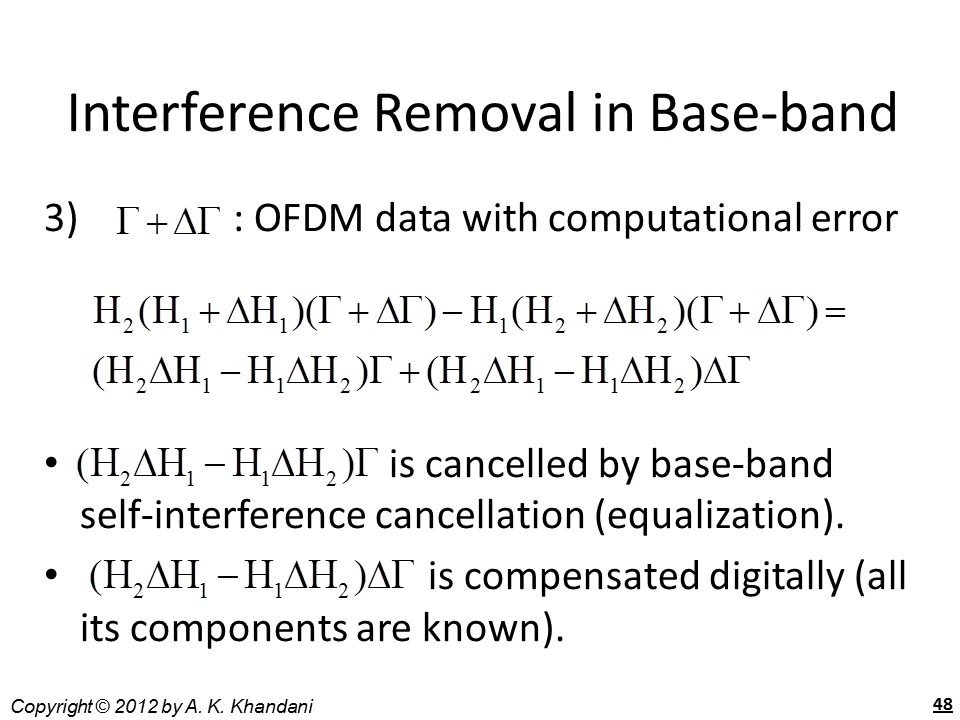 Interference Removal in Base-band
3) Γ + ΔΓ : OFDM data with computational error
H₂(H₁ + ΔH₁)(Γ + ΔΓ) − H₁(H₂ + ΔH₂)(Γ + ΔΓ) =
(H₂ΔH₁ − H₁ΔH₂)Γ + (H₂ΔH₁ − H₁ΔH₂)ΔΓ
• (H₂ΔH₁ − H₁ΔH₂)Γ is cancelled by base-band
self-interference cancellation (equalization).
• (H₂ΔH₁ − H₁ΔH₂)ΔΓ is compensated digitally (all
its components are known).
Copyright © 2012 by A. K. Khandani
48